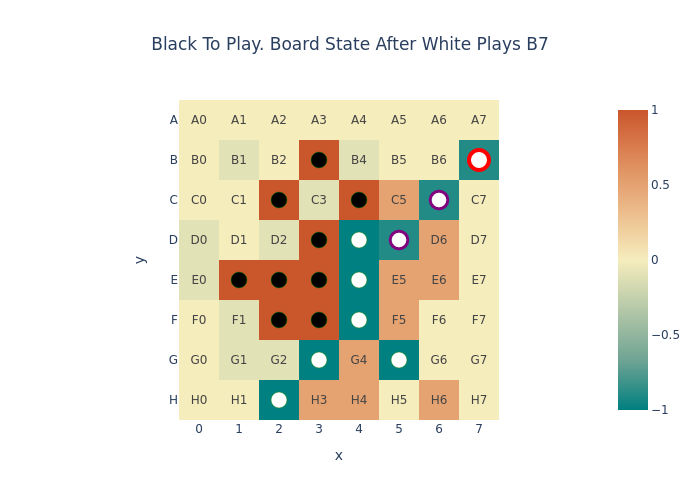 Black To Play. Board State After White Plays B7
A A0 A1 A2 A3 A4 A5 A6 A7
B B0 B1 B2 B4 B5 B6
C C0 C1 C3 C5 C7
D D0 D1 D2 D6 D7
E E0 E5 E6 E7
F F0 F1 F5 F6 F7
G G0 G1 G2 G4 G6 G7
H H0 H1 H3 H4 H5 H6 H7
0 1 2 3 4 5 6 7
x
y
1
0.5
0
−0.5
−1